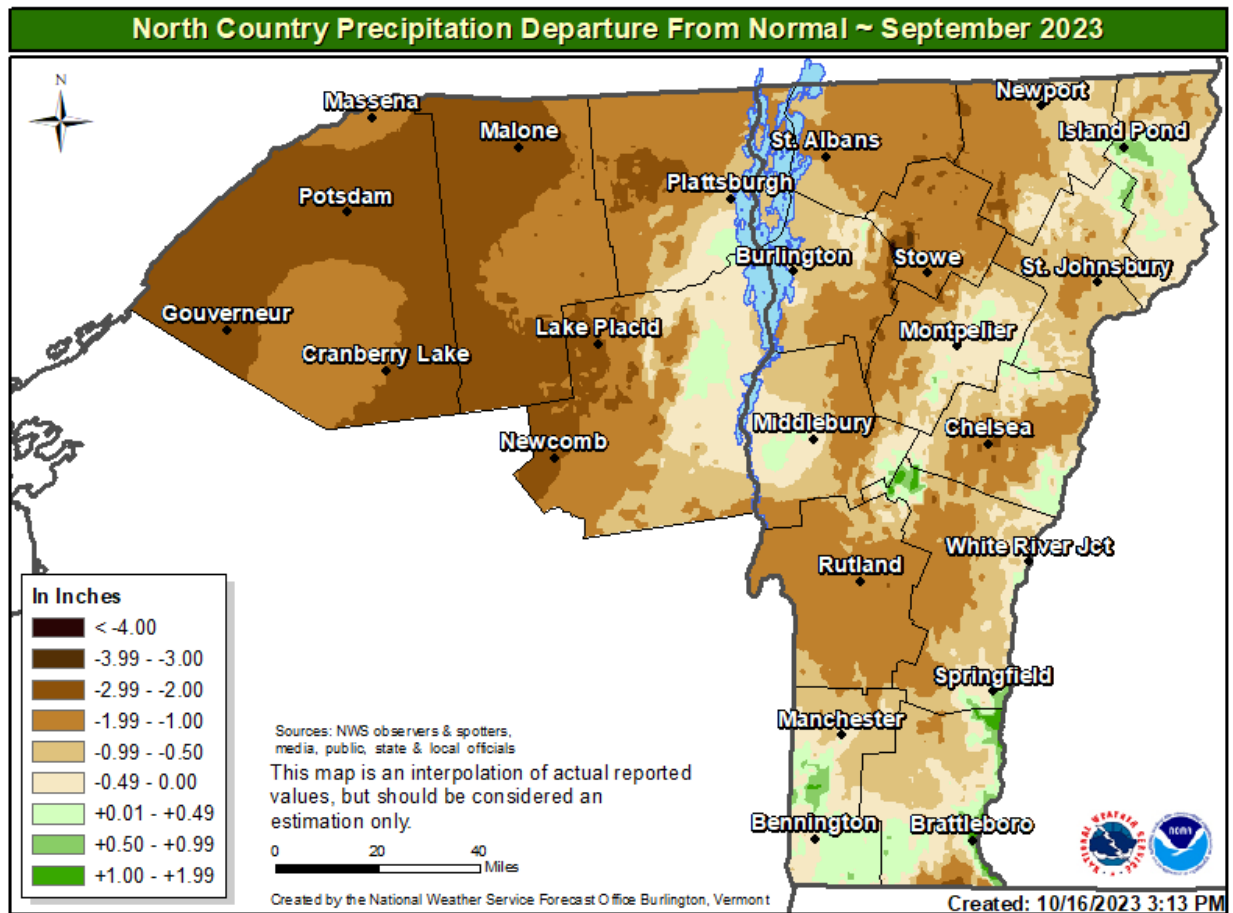 North Country Precipitation Departure From Normal ~ September 2023
N
Massena
Malone
Newport
Island Pond
St. Albans
Plattsburgh
Potsdam
Burlington
Stowe
St. Johnsbury
Gouverneur
Lake Placid
Montpelier
Cranberry Lake
Newcomb
Middlebury
Chelsea
White River Jct
Rutland
Springfield
Manchester
Bennington
Brattleboro
In Inches
< -4.00
-3.99 - -3.00
-2.99 - -2.00
-1.99 - -1.00
-0.99 - -0.50
-0.49 - 0.00
+0.01 - +0.49
+0.50 - +0.99
+1.00 - +1.99
Sources: NWS observers & spotters,
media, public, state & local officials
This map is an interpolation of actual reported
values, but should be considered an
estimation only.
0 20 40
Miles
Created by the National Weather Service Forecast Office Burlington, Vermont
NATIONAL WEATHER SERVICE
NOAA
Created: 10/16/2023 3:13 PM